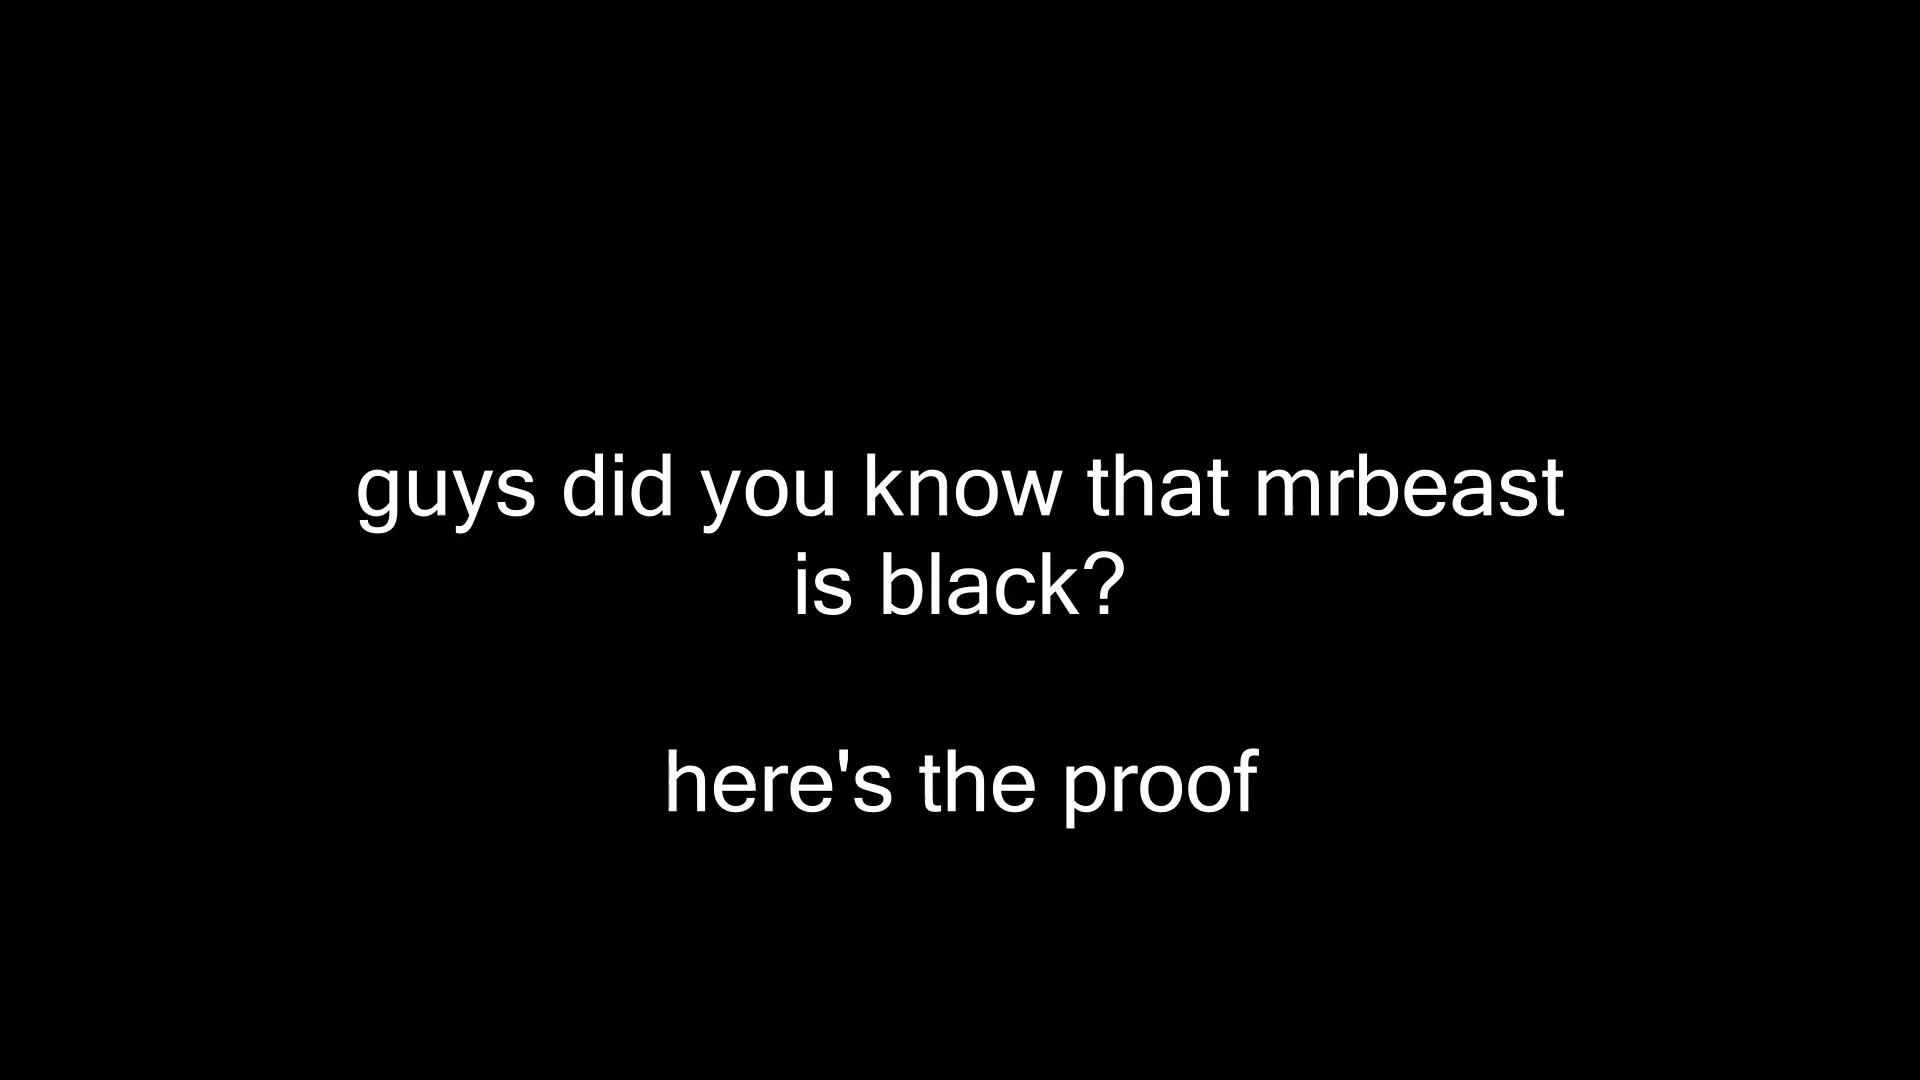 guys did you know that mrbeast
is black?
here's the proof